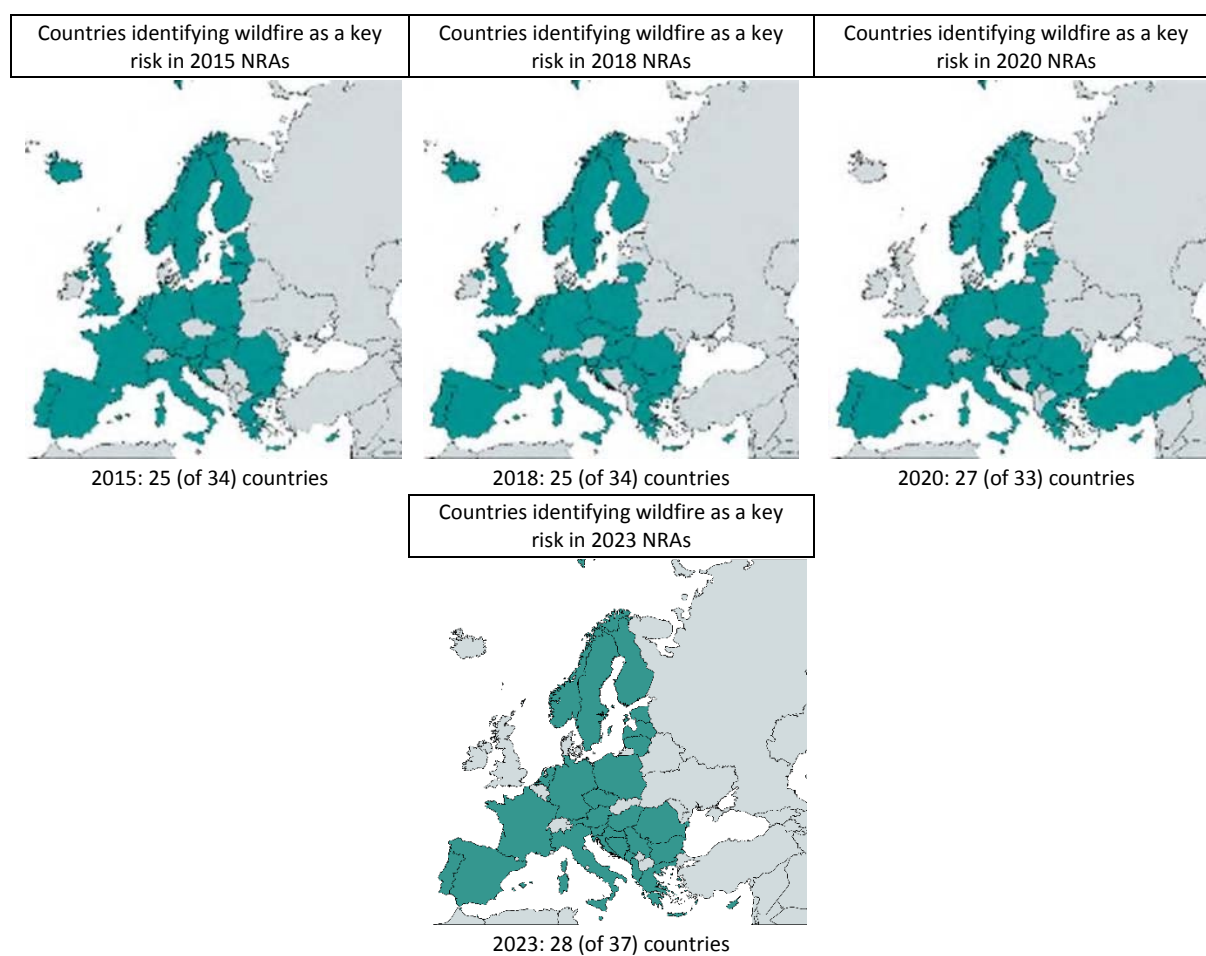 Countries identifying wildfire as a key
risk in 2015 NRAs
Countries identifying wildfire as a key
risk in 2018 NRAs
Countries identifying wildfire as a key
risk in 2020 NRAs
2015: 25 (of 34) countries
2018: 25 (of 34) countries
2020: 27 (of 33) countries
Countries identifying wildfire as a key
risk in 2023 NRAs
2023: 28 (of 37) countries